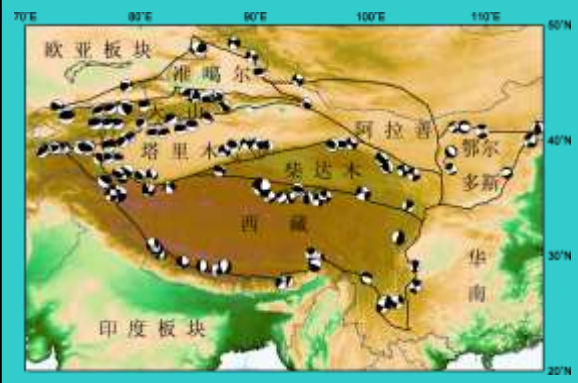 70°E 80°E 90°E 100°E 110°E
50°N
欧亚板块
准噶尔
天山
阿拉善
40°N
塔里木
鄂尔
多斯
柴达木
西藏
30°N
华
南
印度板块
20°N